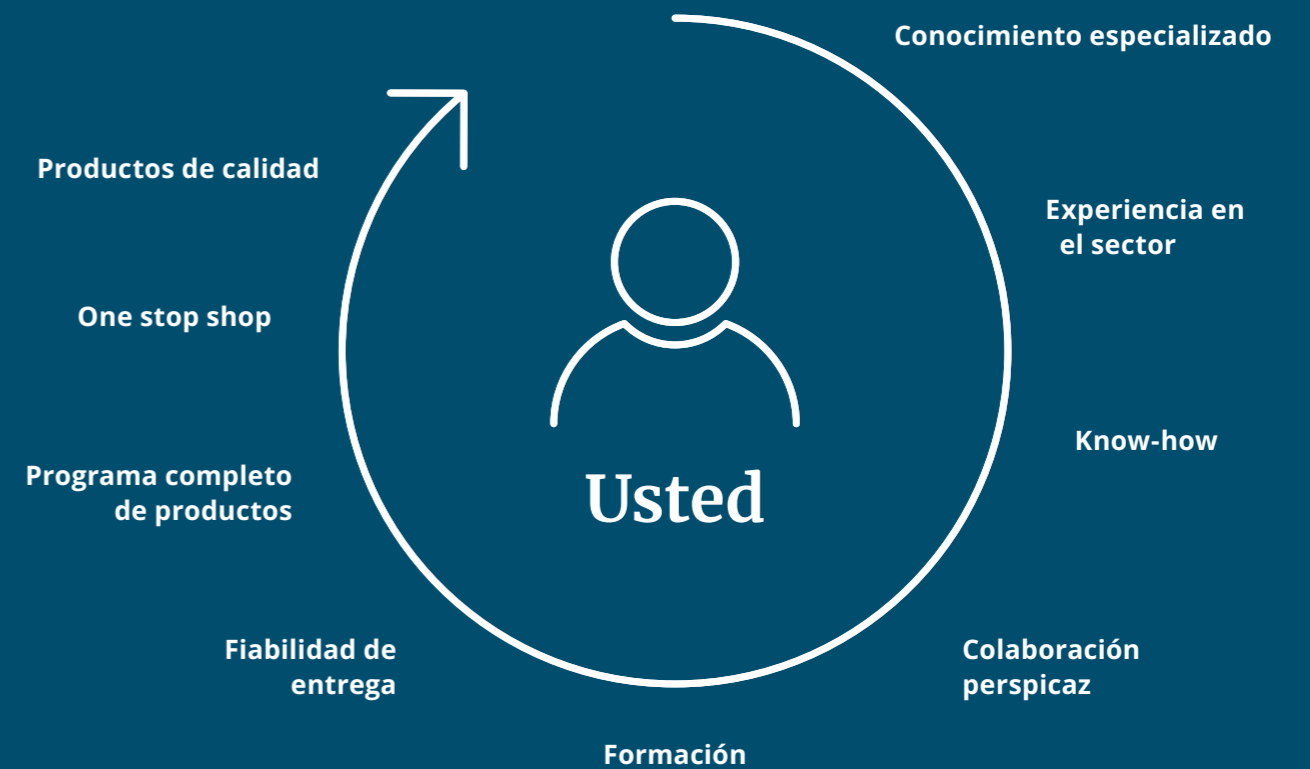 Conocimiento especializado
Experiencia en
el sector
Know-how
Colaboración
perspicaz
Formación
Fiabilidad de
entrega
Programa completo
de productos
One stop shop
Productos de calidad
Usted